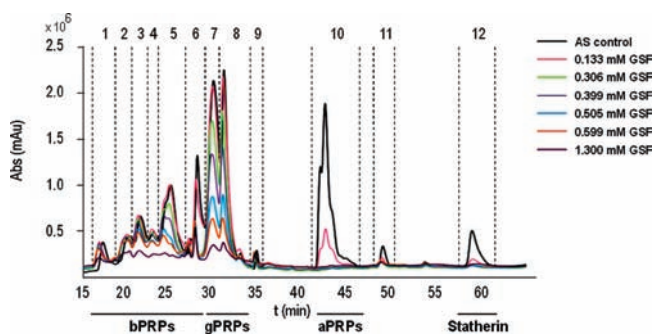 × 10⁶
1 2 3 4 5 6 7 8 9 10 11 12
2.5
2.0
1.5
1.0
0.5
Abs (mAu)
AS control
0.133 mM GSF
0.306 mM GSF
0.399 mM GSF
0.505 mM GSF
0.599 mM GSF
1.300 mM GSF
15 20 25 30 35 40 45 50 55 60
t (min)
bPRPs gPRPs aPRPs Statherin